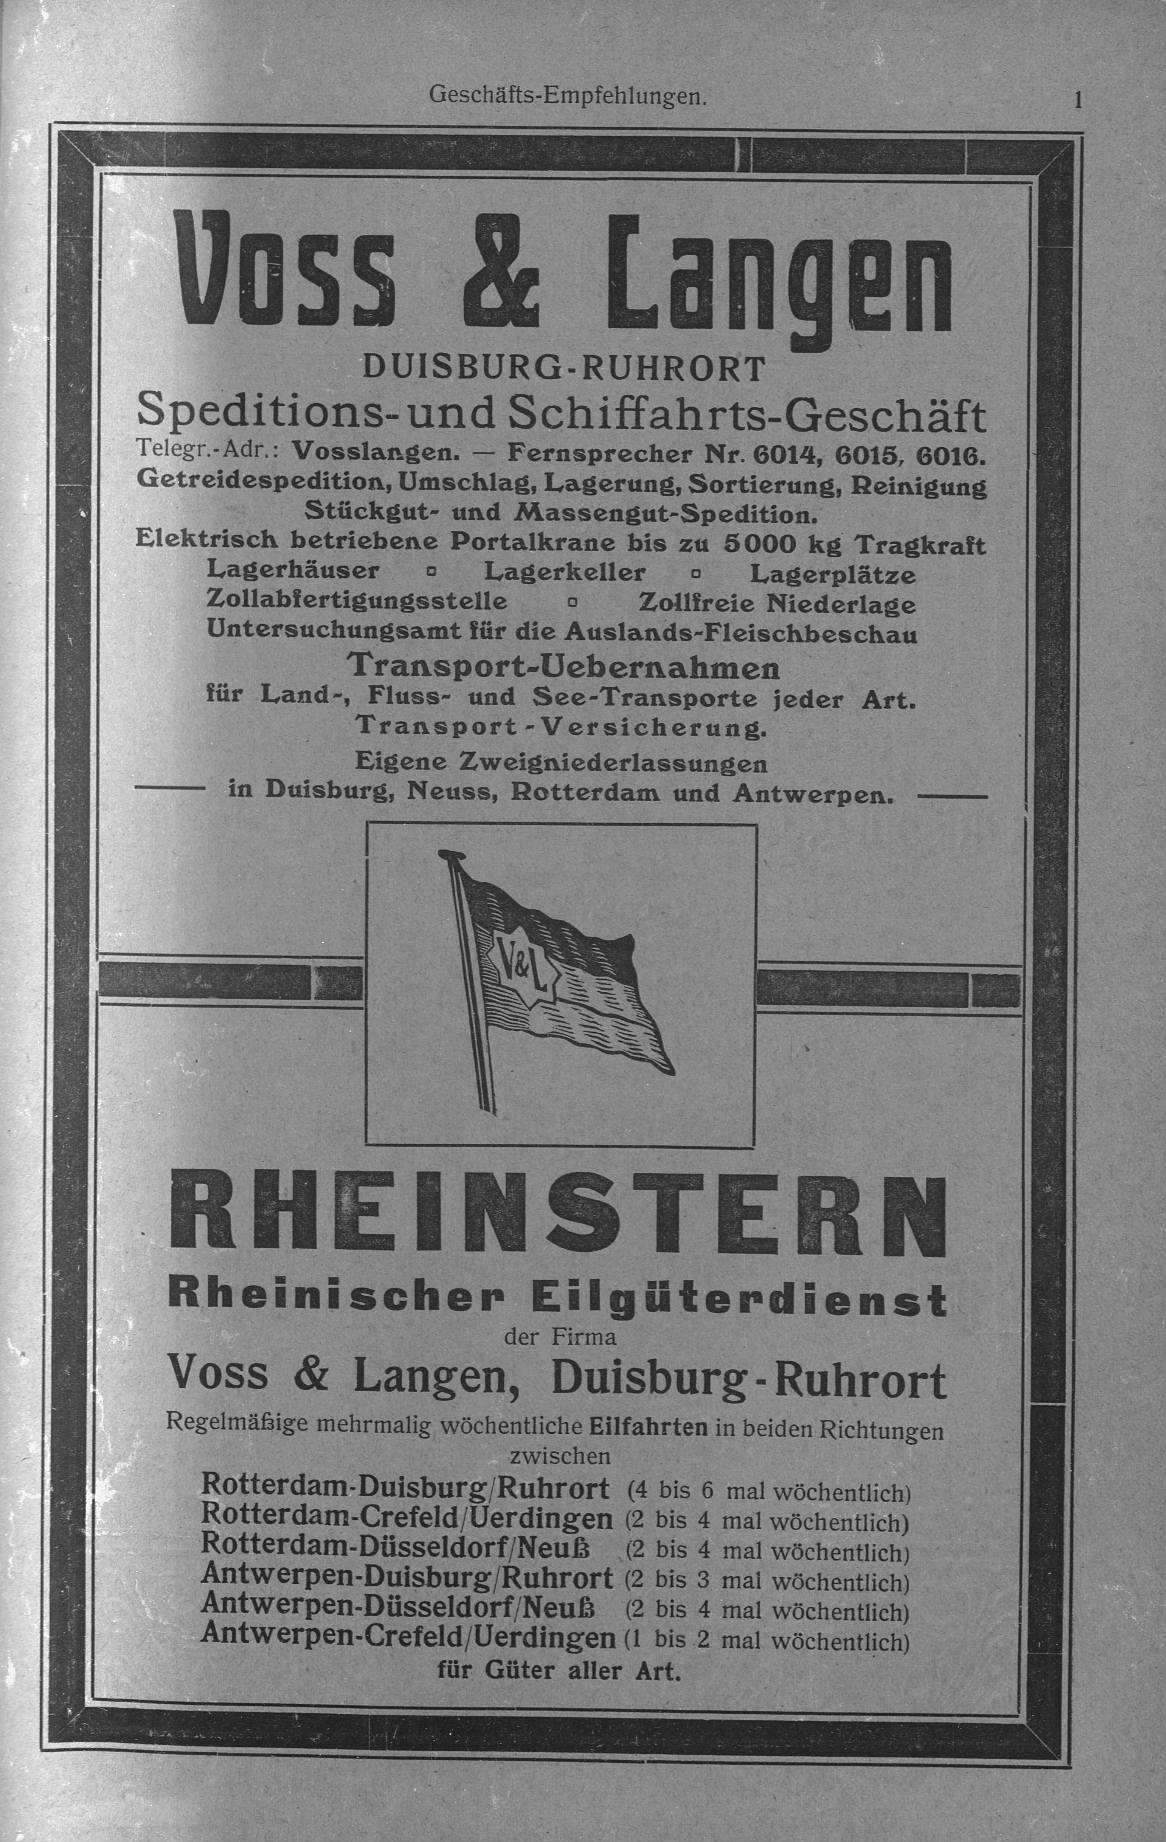 Geschäfts-Empfehlungen.
1
Voss & Langen
DUISBURG-RUHRORT
Speditions- und Schiffahrts-Geschäft
Telegr.-Adr.: Vosslangen. — Fernsprecher Nr. 6014, 6015, 6016.
Getreidespedition, Umschlag, Lagerung, Sortierung, Reinigung
Stückgut- und Massengut-Spedition.
Elektrisch betriebene Portalkrane bis zu 5000 kg Tragkraft
Lagerhäuser ▫ Lagerkeller ▫ Lagerplätze
Zollabfertigungsstelle ▫ Zollfreie Niederlage
Untersuchungsamt für die Auslands-Fleischbeschau
Transport-Uebernahmen
für Land-, Fluss- und See-Transporte jeder Art.
Transport-Versicherung.
Eigene Zweigniederlassungen
in Duisburg, Neuss, Rotterdam und Antwerpen.
V&L
RHEINSTERN
Rheinischer Eilgüterdienst
der Firma
Voss & Langen, Duisburg-Ruhrort
Regelmäßige mehrmalig wöchentliche Eilfahrten in beiden Richtungen
zwischen
Rotterdam-Duisburg/Ruhrort (4 bis 6 mal wöchentlich)
Rotterdam-Crefeld/Uerdingen (2 bis 4 mal wöchentlich)
Rotterdam-Düsseldorf/Neuß (2 bis 4 mal wöchentlich)
Antwerpen-Duisburg/Ruhrort (2 bis 3 mal wöchentlich)
Antwerpen-Düsseldorf/Neuß (2 bis 4 mal wöchentlich)
Antwerpen-Crefeld/Uerdingen (1 bis 2 mal wöchentlich)
für Güter aller Art.